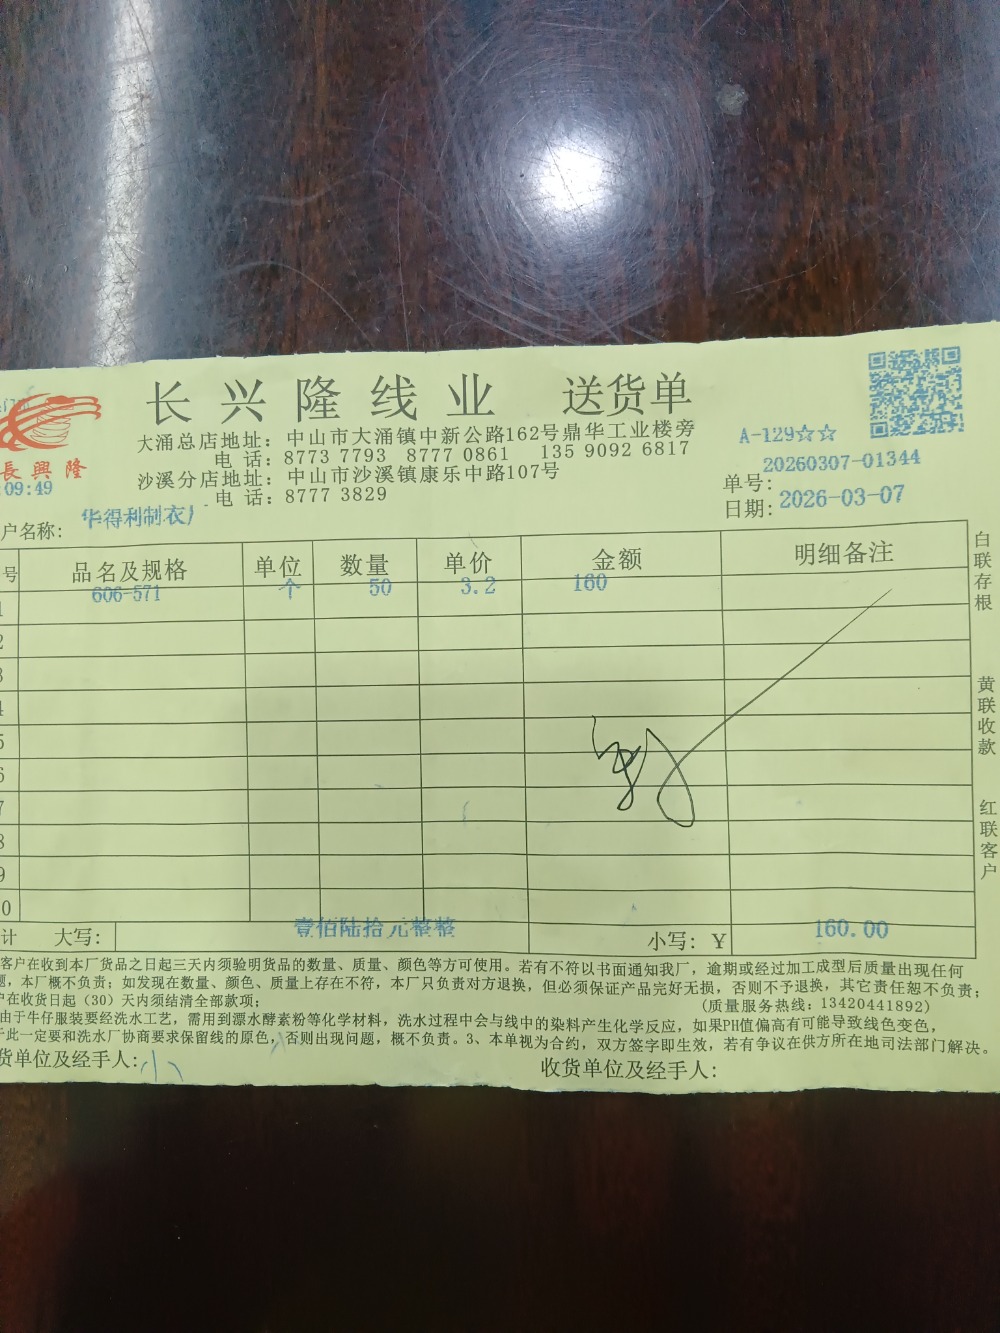 长兴隆线业 送货单
長興隆
大涌总店地址：中山市大涌镇中新公路162号鼎华工业楼旁
电 话：8773 7793 8777 0861 135 9092 6817
沙溪分店地址：中山市沙溪镇康乐中路107号
电 话：8777 3829
A-129☆☆
20260307-01344
单号：
日期：2026-03-07
09:49
户名称： 华得利制衣厂
号 品名及规格 单位 数量 单价 金额 明细备注
1 606-571 个 50 3.2 160
2
3
4
5
6
7
8
9
0
计 大写： 壹佰陆拾元整整 小写：¥ 160.00
白联存根
黄联收款
红联客户
客户在收到本厂货品之日起三天内须验明货品的数量、质量、颜色等方可使用。若有不符以书面通知我厂，逾期或经过加工成型后质量出现任何
题，本厂概不负责；如发现在数量、颜色、质量上存在不符，本厂只负责对方退换，但必须保证产品完好无损，否则不予退换，其它责任恕不负责；
户在收货日起（30）天内须结清全部款项； (质量服务热线：13420441892)
由于牛仔服装要经洗水工艺，需用到漂水酵素粉等化学材料，洗水过程中会与线中的染料产生化学反应，如果PH值偏高有可能导致线色变色，
于此一定要和洗水厂协商要求保留线的原色，否则出现问题，概不负责。3、本单视为合约，双方签字即生效，若有争议在供方所在地司法部门解决。
货单位及经手人： 收货单位及经手人：